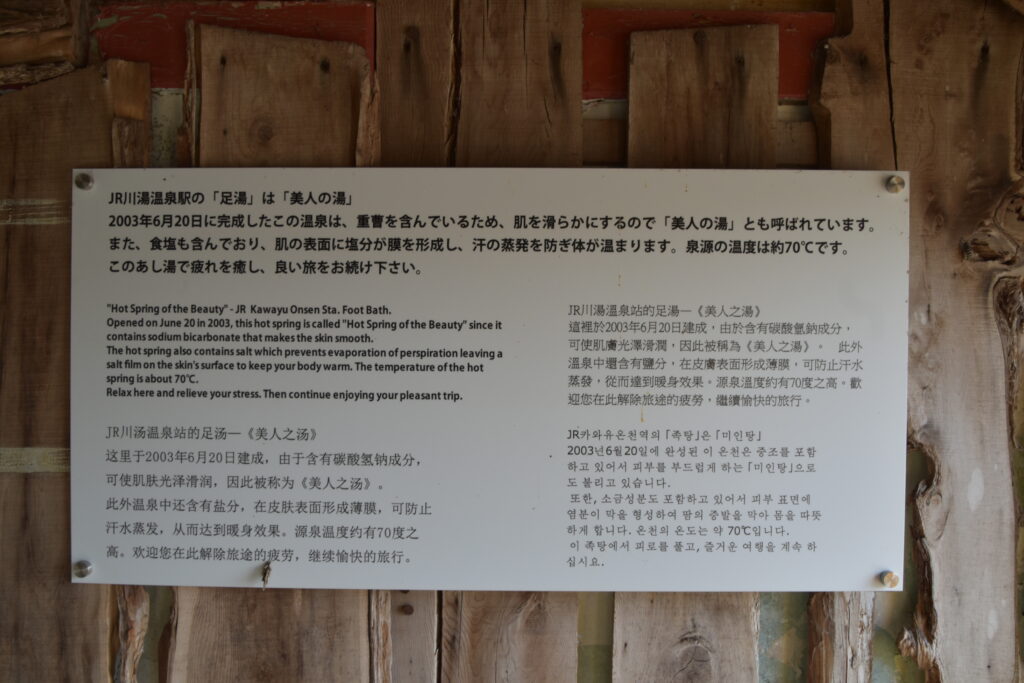 JR川湯温泉駅の「足湯」は「美人の湯」
2003年6月20日に完成したこの温泉は、重曹を含んでいるため、肌を滑らかにするので「美人の湯」とも呼ばれています。
また、食塩も含んでおり、肌の表面に塩分が膜を形成し、汗の蒸発を防ぎ体が温まります。泉源の温度は約70℃です。
このあし湯で疲れを癒し、良い旅をお続け下さい。
"Hot Spring of the Beauty" - JR Kawayu Onsen Sta. Foot Bath.
Opened on June 20 in 2003, this hot spring is called "Hot Spring of the Beauty" since it
contains sodium bicarbonate that makes the skin smooth.
The hot spring also contains salt which prevents evaporation of perspiration leaving a
salt film on the skin's surface to keep your body warm. The temperature of the hot
spring is about 70℃.
Relax here and relieve your stress. Then continue enjoying your pleasant trip.
JR川汤温泉站的足汤—《美人之汤》
这里于2003年6月20日建成，由于含有碳酸氢钠成分，
可使肌肤光泽滑润，因此被称为《美人之汤》。
此外温泉中还含有盐分，在皮肤表面形成薄膜，可防止
汗水蒸发，从而达到暖身效果。源泉温度约有70度之
高。欢迎您在此解除旅途的疲劳，继续愉快的旅行。
JR川湯溫泉站的足湯—《美人之湯》
這裡於2003年6月20日建成，由於含有碳酸氫鈉成分，
可使肌膚光澤滑潤，因此被稱為《美人之湯》。 此外
溫泉中還含有鹽分，在皮膚表面形成薄膜，可防止汗水
蒸發，從而達到暖身效果。源泉溫度約有70度之高。歡
迎您在此解除旅途的疲勞，繼續愉快的旅行。
JR카와유온천역의「족탕」은「미인탕」
2003년6월20일에 완성된 이 온천은 중조를 포함
하고 있어서 피부를 부드럽게 하는「미인탕」으로
도 불리고 있습니다.
또한, 소금성분도 포함하고 있어서 피부 표면에
염분이 막을 형성하여 땀의 증발을 막아 몸을 따뜻
하게 합니다. 온천의 온도는 약 70℃입니다.
이 족탕에서 피로를 풀고, 즐거운 여행을 계속 하
십시요.